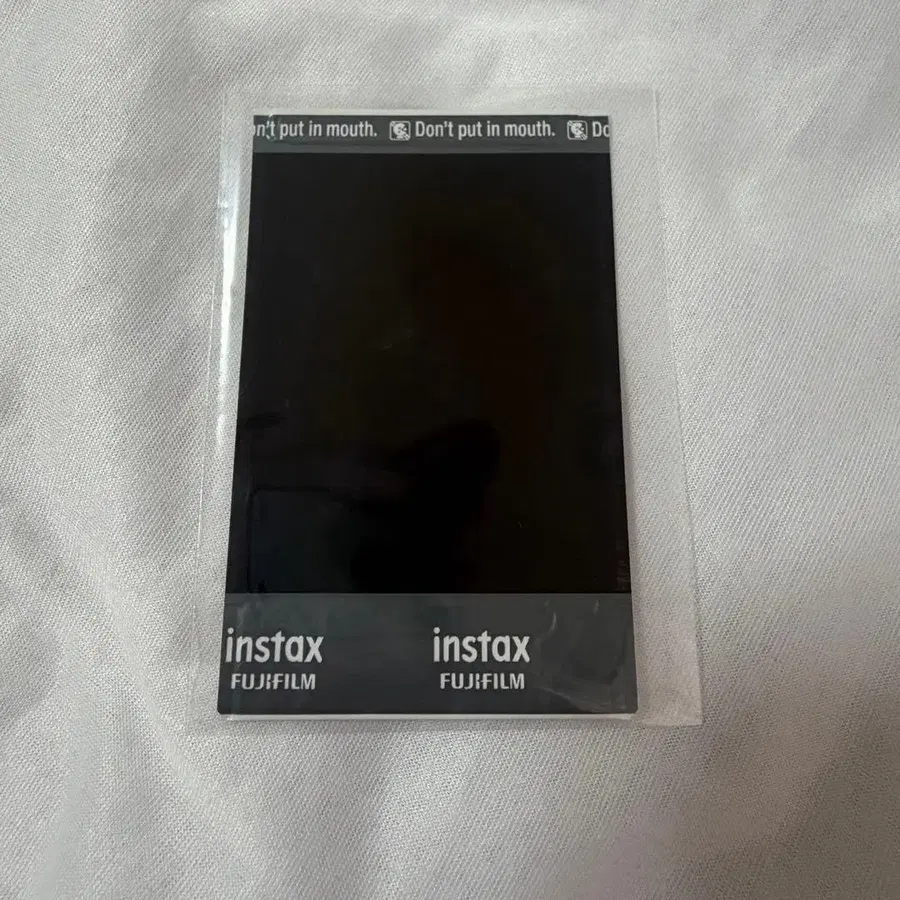 n't put in mouth. Don't put in mouth. Do
instax instax
FUJIFILM FUJIFILM